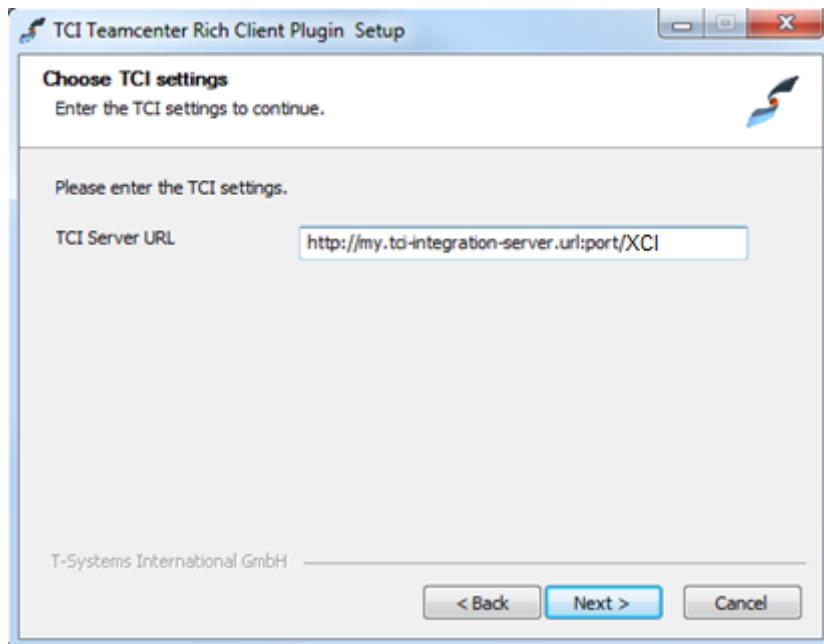 TCI Teamcenter Rich Client Plugin Setup
Choose TCI settings
Enter the TCI settings to continue.
Please enter the TCI settings.
TCI Server URL
http://my.tci-integration-server.url:port/XCI
T-Systems International GmbH
< Back
Next >
Cancel